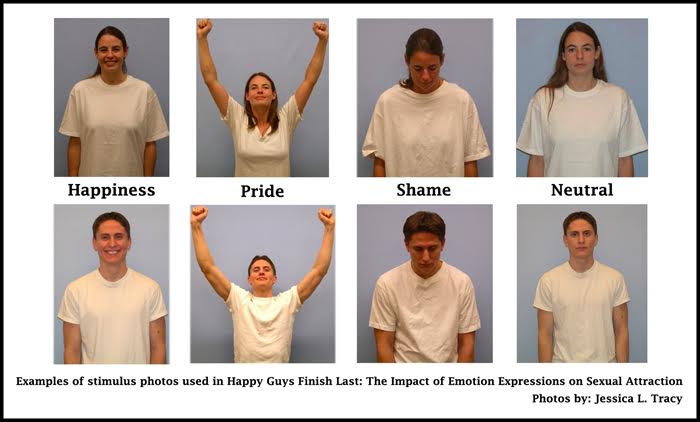 Happiness
Pride
Shame
Neutral
Examples of stimulus photos used in Happy Guys Finish Last: The Impact of Emotion Expressions on Sexual Attraction
Photos by: Jessica L. Tracy